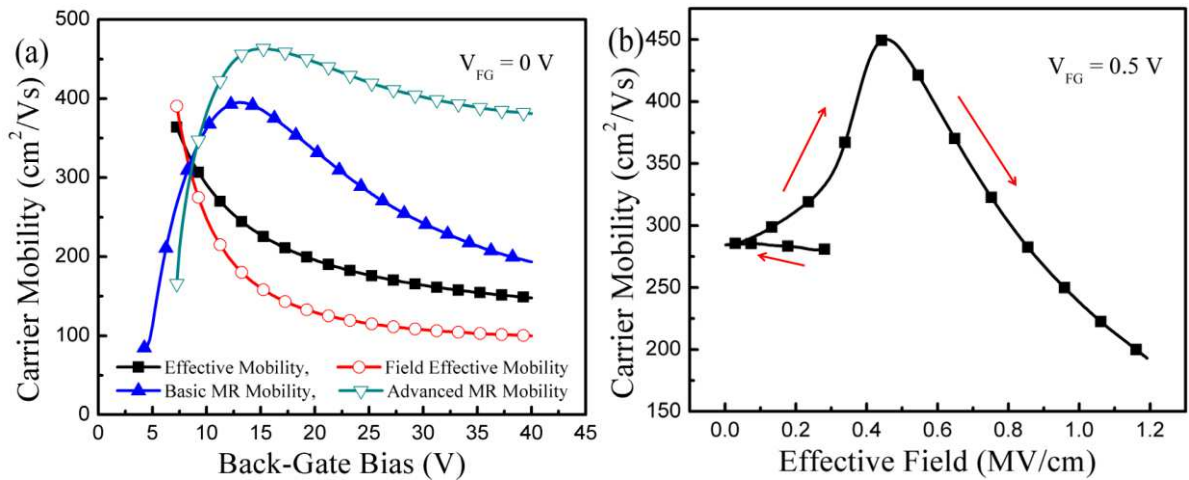 (a)
V_FG = 0 V
Carrier Mobility (cm²/Vs)
500
400
300
200
100
0
Effective Mobility, Field Effective Mobility
Basic MR Mobility, Advanced MR Mobility
0 5 10 15 20 25 30 35 40 45
Back-Gate Bias (V)
(b)
V_FG = 0.5 V
Carrier Mobility (cm²/Vs)
450
400
350
300
250
200
150
0.0 0.2 0.4 0.6 0.8 1.0 1.2
Effective Field (MV/cm)